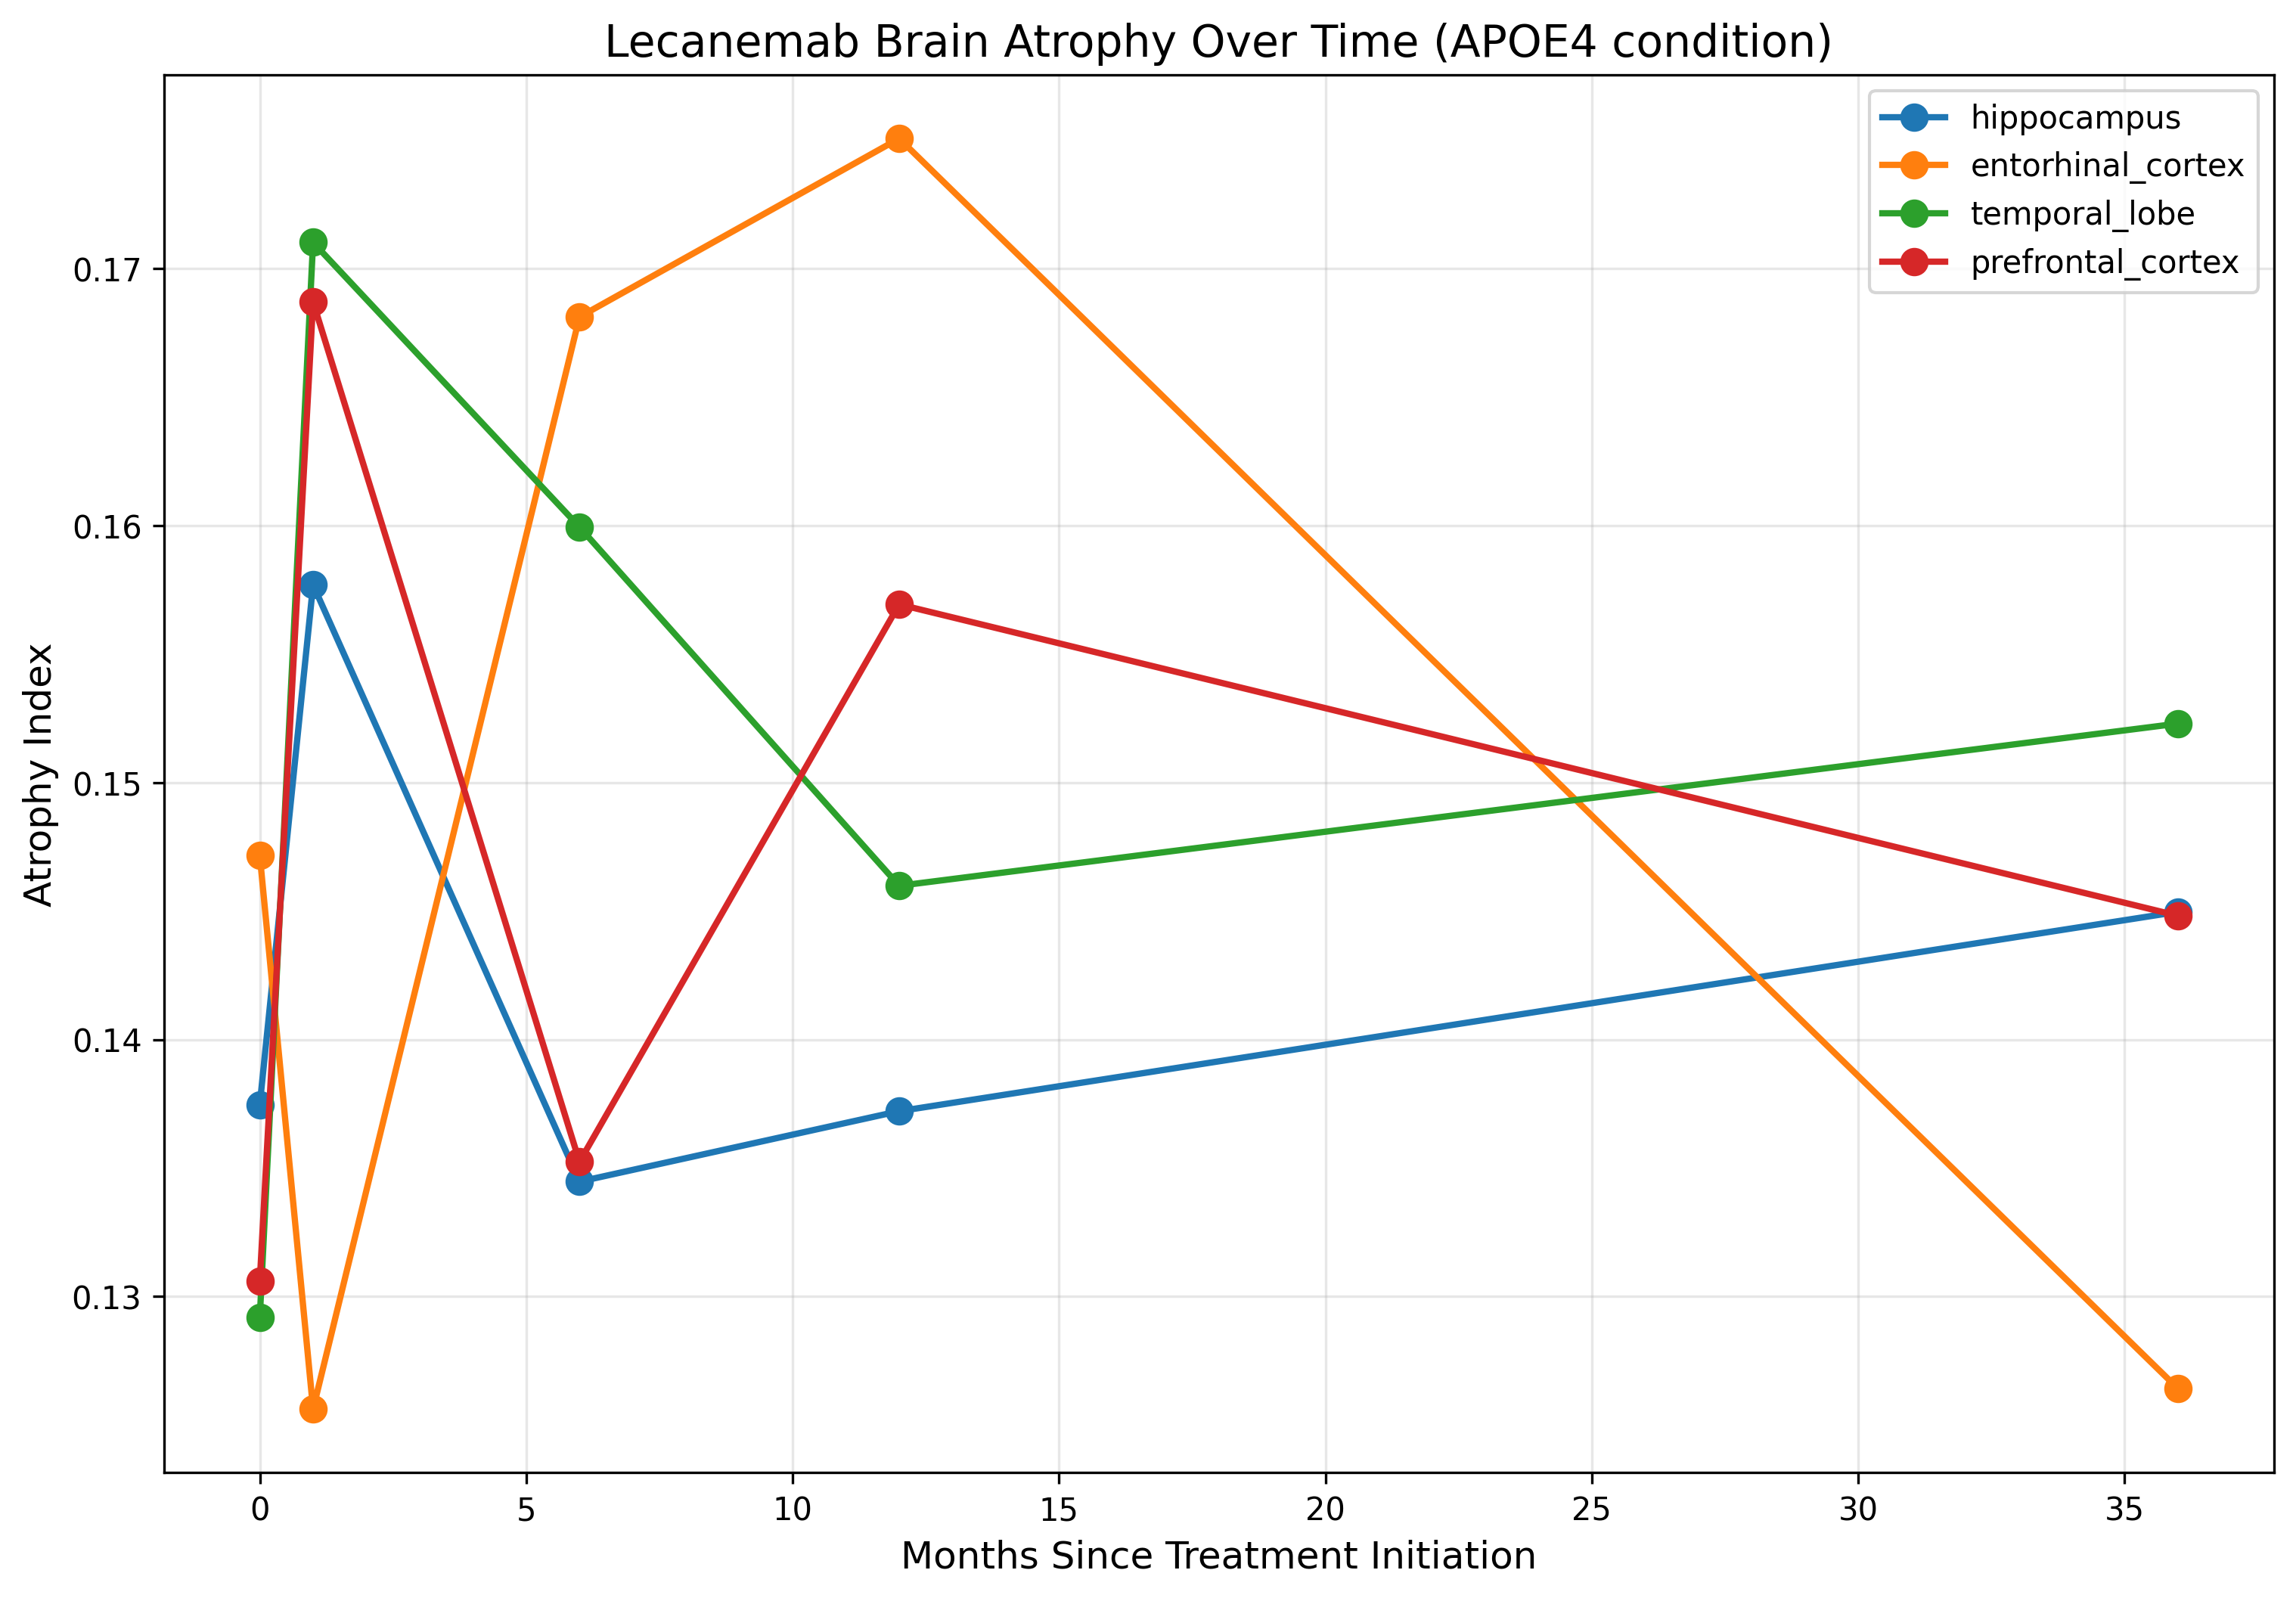 Lecanemab Brain Atrophy Over Time (APOE4 condition)
hippocampus
entorhinal_cortex
temporal_lobe
prefrontal_cortex
Atrophy Index
0.17
0.16
0.15
0.14
0.13
0 5 10 15 20 25 30 35
Months Since Treatment Initiation